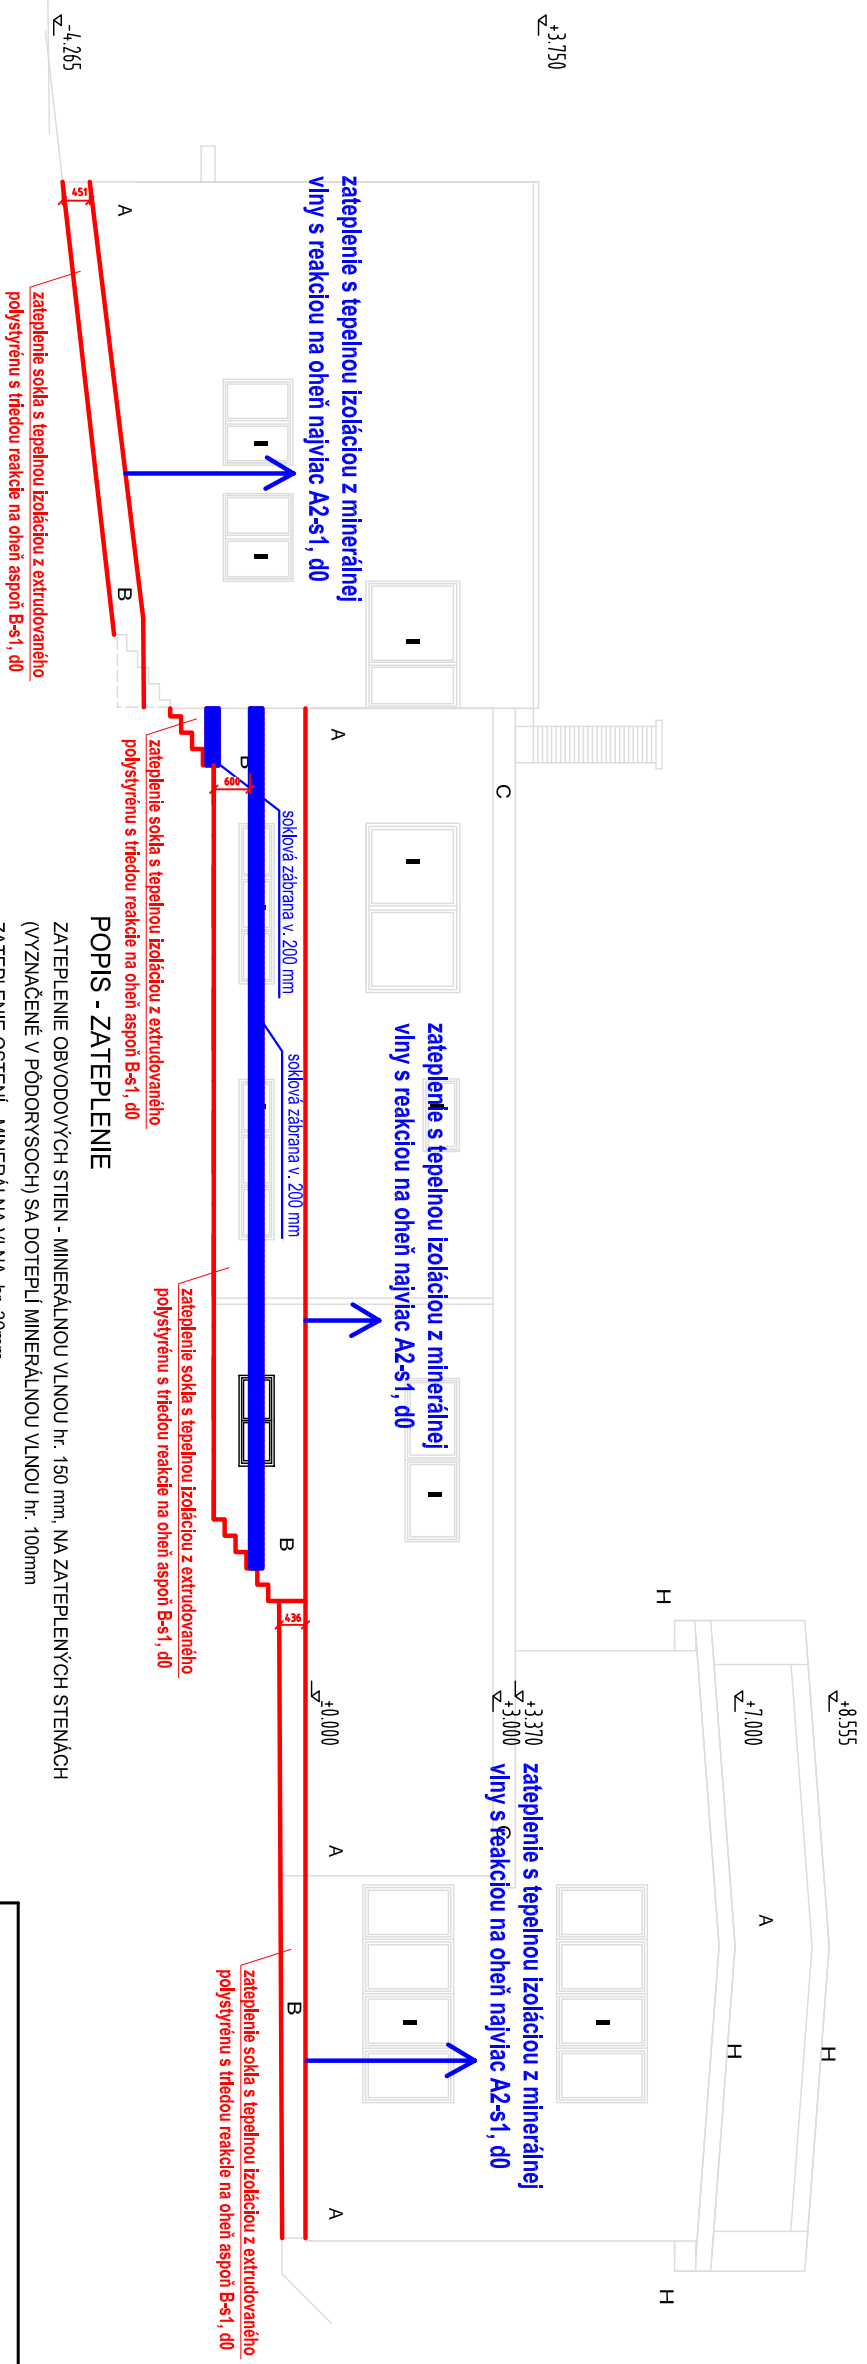 +8.555
+7.000
+3.750
+3.370
+3.000
±0.000
-4.265
H
H
H
H
H
A
C
C
A
A
A
A
B
B
B
B
zateplenie s tepelnou izoláciou z minerálnej
vlny s reakciou na oheň najviac A2-s1, d0
zateplenie s tepelnou izoláciou z minerálnej
vlny s reakciou na oheň najviac A2-s1, d0
zateplenie s tepelnou izoláciou z minerálnej
vlny s reakciou na oheň najviac A2-s1, d0
soklová zábrana v. 200 mm
soklová zábrana v. 200 mm
451
600
436
zateplenie sokla s tepelnou izoláciou z extrudovaného
polystyrénu s triedou reakcie na oheň aspoň B-s1, d0
zateplenie sokla s tepelnou izoláciou z extrudovaného
polystyrénu s triedou reakcie na oheň aspoň B-s1, d0
zateplenie sokla s tepelnou izoláciou z extrudovaného
polystyrénu s triedou reakcie na oheň aspoň B-s1, d0
zateplenie sokla s tepelnou izoláciou z extrudovaného
polystyrénu s triedou reakcie na oheň aspoň B-s1, d0
POPIS - ZATEPLENIE
ZATEPLENIE OBVODOVÝCH STIEN - MINERÁLNOU VLNOU hr. 150 mm, NA ZATEPLENÝCH STENÁCH
(VYZNAČENÉ V PÔDORYSOCH) SA DOTEPLÍ MINERÁLNOU VLNOU hr. 100mm
ZATEPLENIE OSTENÍ - MINERÁLNA VLNA hr. 30mm